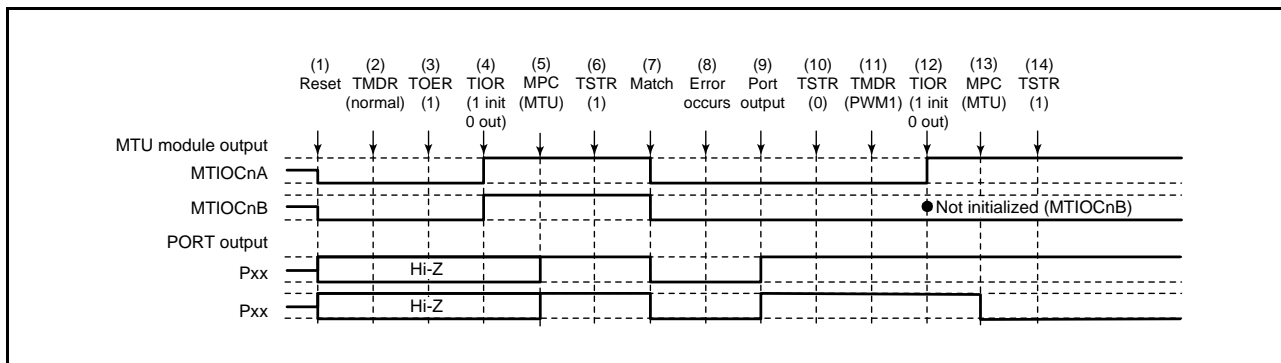 (1) (2) (3) (4) (5) (6) (7) (8) (9) (10) (11) (12) (13) (14)
Reset TMDR TOER TIOR MPC TSTR Match Error Port TSTR TMDR TIOR MPC TSTR
(normal) (1) (1 init (MTU) (1) occurs output (0) (PWM1) (1 init (MTU) (1)
0 out) 0 out)
MTU module output
MTIOCnA
MTIOCnB
Not initialized (MTIOCnB)
PORT output
Pxx
Hi-Z
Pxx
Hi-Z